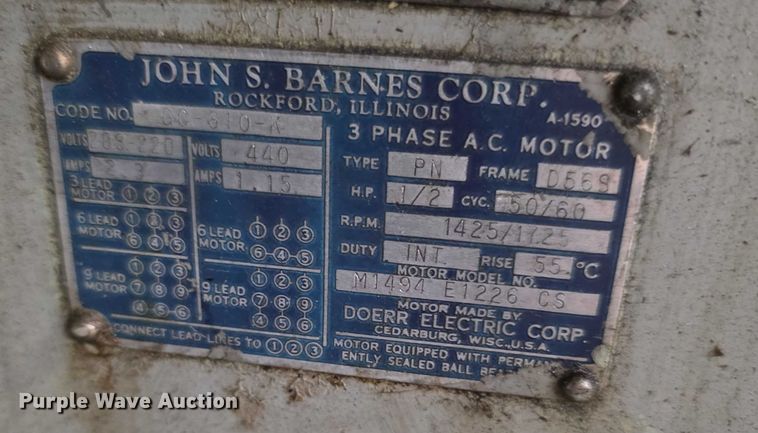 JOHN S. BARNES CORP.
ROCKFORD, ILLINOIS
A-1590
CODE NO. GC-610-K
3 PHASE A.C. MOTOR
VOLTS 208-220 VOLTS 440
TYPE PN FRAME D56S
AMPS 2.3 AMPS 1.15
H.P. 1/2 CYC. 50/60
3 LEAD MOTOR 1 2 3
R.P.M. 1425/1725
6 LEAD MOTOR 1 2 3
6 4 5
6 LEAD MOTOR 1 2 3
6 4 5
DUTY INT. RISE 55 °C
MOTOR MODEL NO.
M1494 E1226 CS
9 LEAD MOTOR 1 2 3
7 8 9
4 5 6
9 LEAD MOTOR 1 2 3
7 8 9
4 5 6
MOTOR MADE BY
DOERR ELECTRIC CORP.
CEDARBURG, WISC., U.S.A.
CONNECT LEAD LINES TO 1 2 3
MOTOR EQUIPPED WITH
ENTLY SEALED BALL
Purple Wave Auction